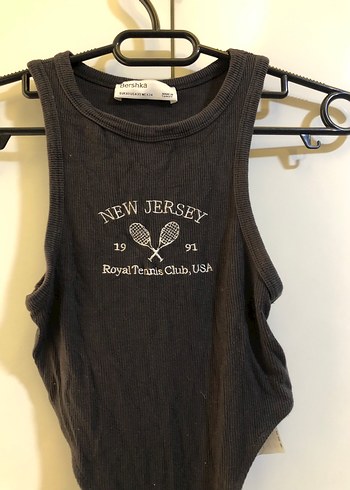 Bershka
NEW JERSEY
19 91
Royal Tennis Club, USA